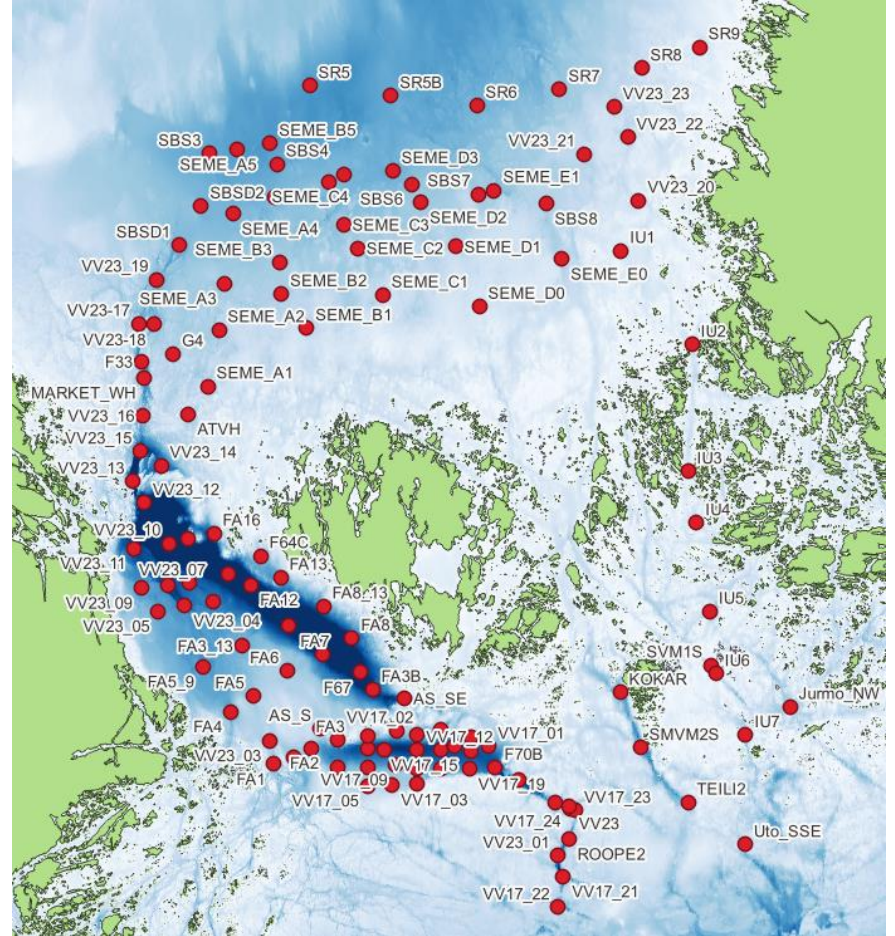 SR9
SR8
SR5
SR7
SR5B
SR6
VV23_23
VV23_22
SEME_B5
SBS3
VV23_21
SEME_A5
SBS4
SEME_D3
SEME_E1
SBS7
SBSD2
SEME_C4
SBS6
VV23_20
SBS8
SEME_D2
SEME_A4
SEME_C3
SBSD1
IU1
SEME_B3
SEME_C2
SEME_D1
VV23_19
SEME_E0
SEME_B2
SEME_C1
SEME_A3
SEME_D0
VV23-17
SEME_A2
SEME_B1
IU2
VV23-18
G4
F33
SEME_A1
MARKET_WH
VV23_16
ATVH
VV23_15
VV23_14
VV23_13
IU3
VV23_12
FA16
IU4
VV23_10
F64C
VV23_11
FA13
VV23_07
FA12
VV23_09
FA8_13
IU5
VV23_05
VV23_04
FA8
FA7
FA3_13
SVM1S
FA6
IU6
FA5_9
F67
FA3B
KOKAR
FA5
AS_SE
Jurmo_NW
FA4
AS_S
VV17_02
IU7
FA3
VV17_12
VV17_01
SMVM2S
VV23_03
FA2
VV17_15
F70B
FA1
VV17_09
VV17_19
VV17_05
VV17_03
VV17_23
TEILI2
VV17_24
VV23
VV23_01
Uto_SSE
ROOPE2
VV17_22
VV17_21